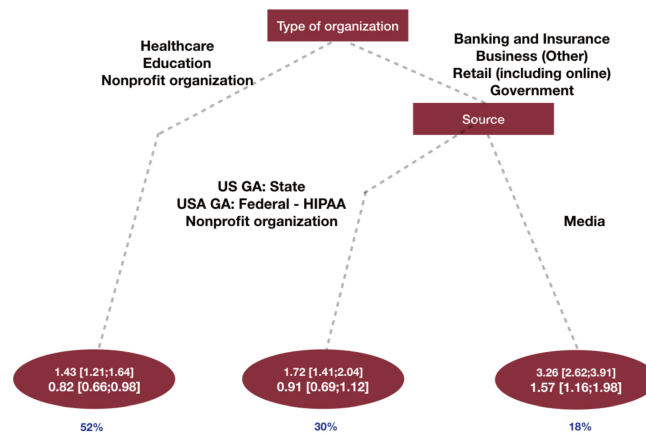 Type of organization
Healthcare
Education
Nonprofit organization
Banking and Insurance
Business (Other)
Retail (including online)
Government
Source
US GA: State
USA GA: Federal - HIPAA
Nonprofit organization
Media
1.43 [1.21;1.64]
0.82 [0.66;0.98]
1.72 [1.41;2.04]
0.91 [0.69;1.12]
3.26 [2.62;3.91]
1.57 [1.16;1.98]
52%
30%
18%